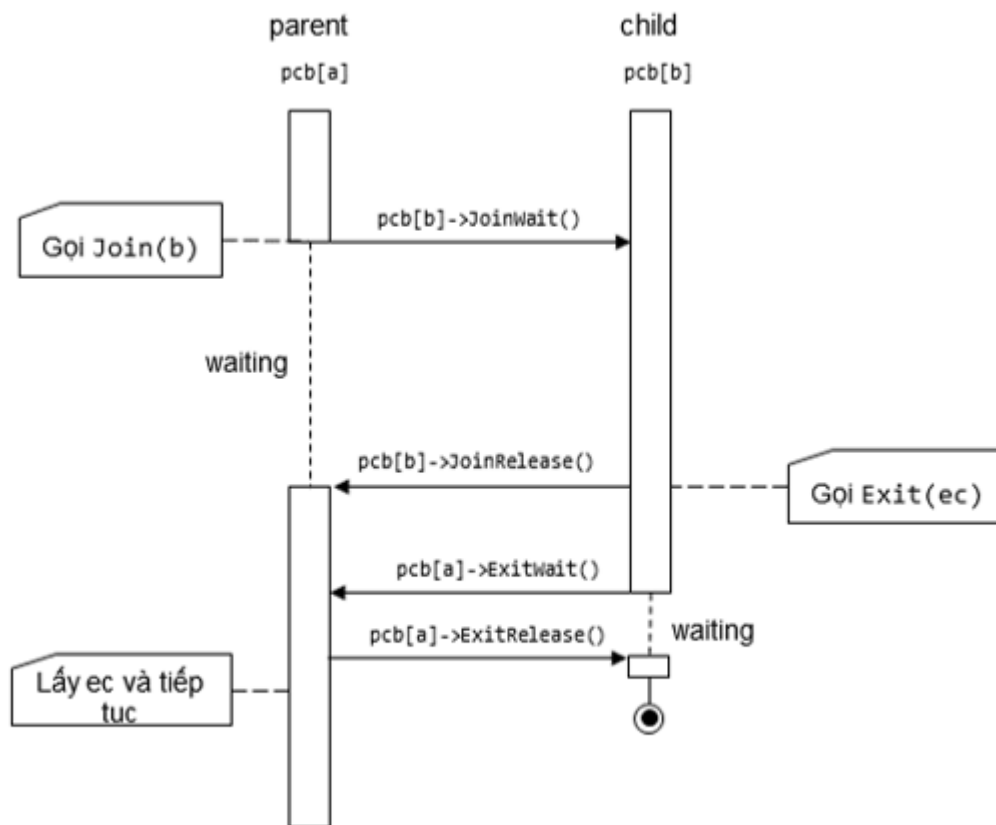 parent
child
pcb[a]
pcb[b]
pcb[b]->JoinWait()
Gọi Join(b)
waiting
pcb[b]->JoinRelease()
Gọi Exit(ec)
pcb[a]->ExitWait()
pcb[a]->ExitRelease()
waiting
Lấy ec và tiếp
tuc